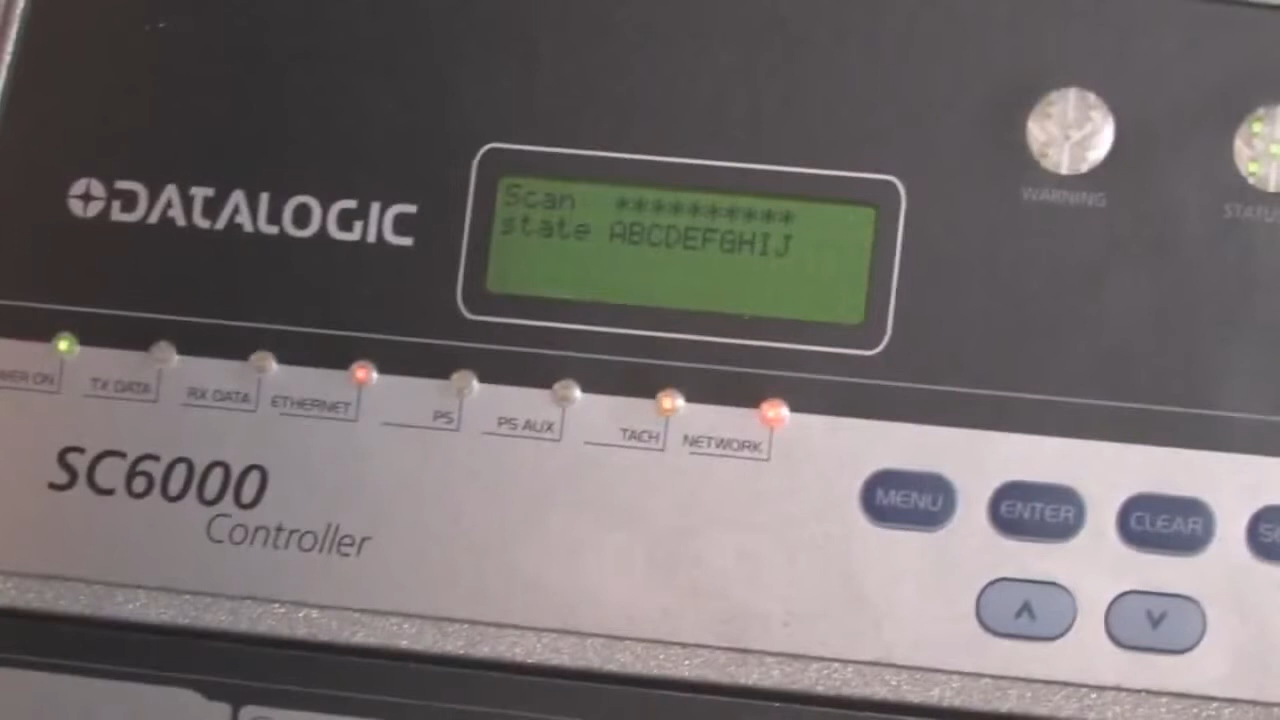 WARNING
DATALOGIC
Scan **********
state ABCDEFGHIJ
TX DATA
RX DATA
ETHERNET
PS
PS AUX
TACH
NETWORK
SC6000
Controller
MENU
ENTER
CLEAR